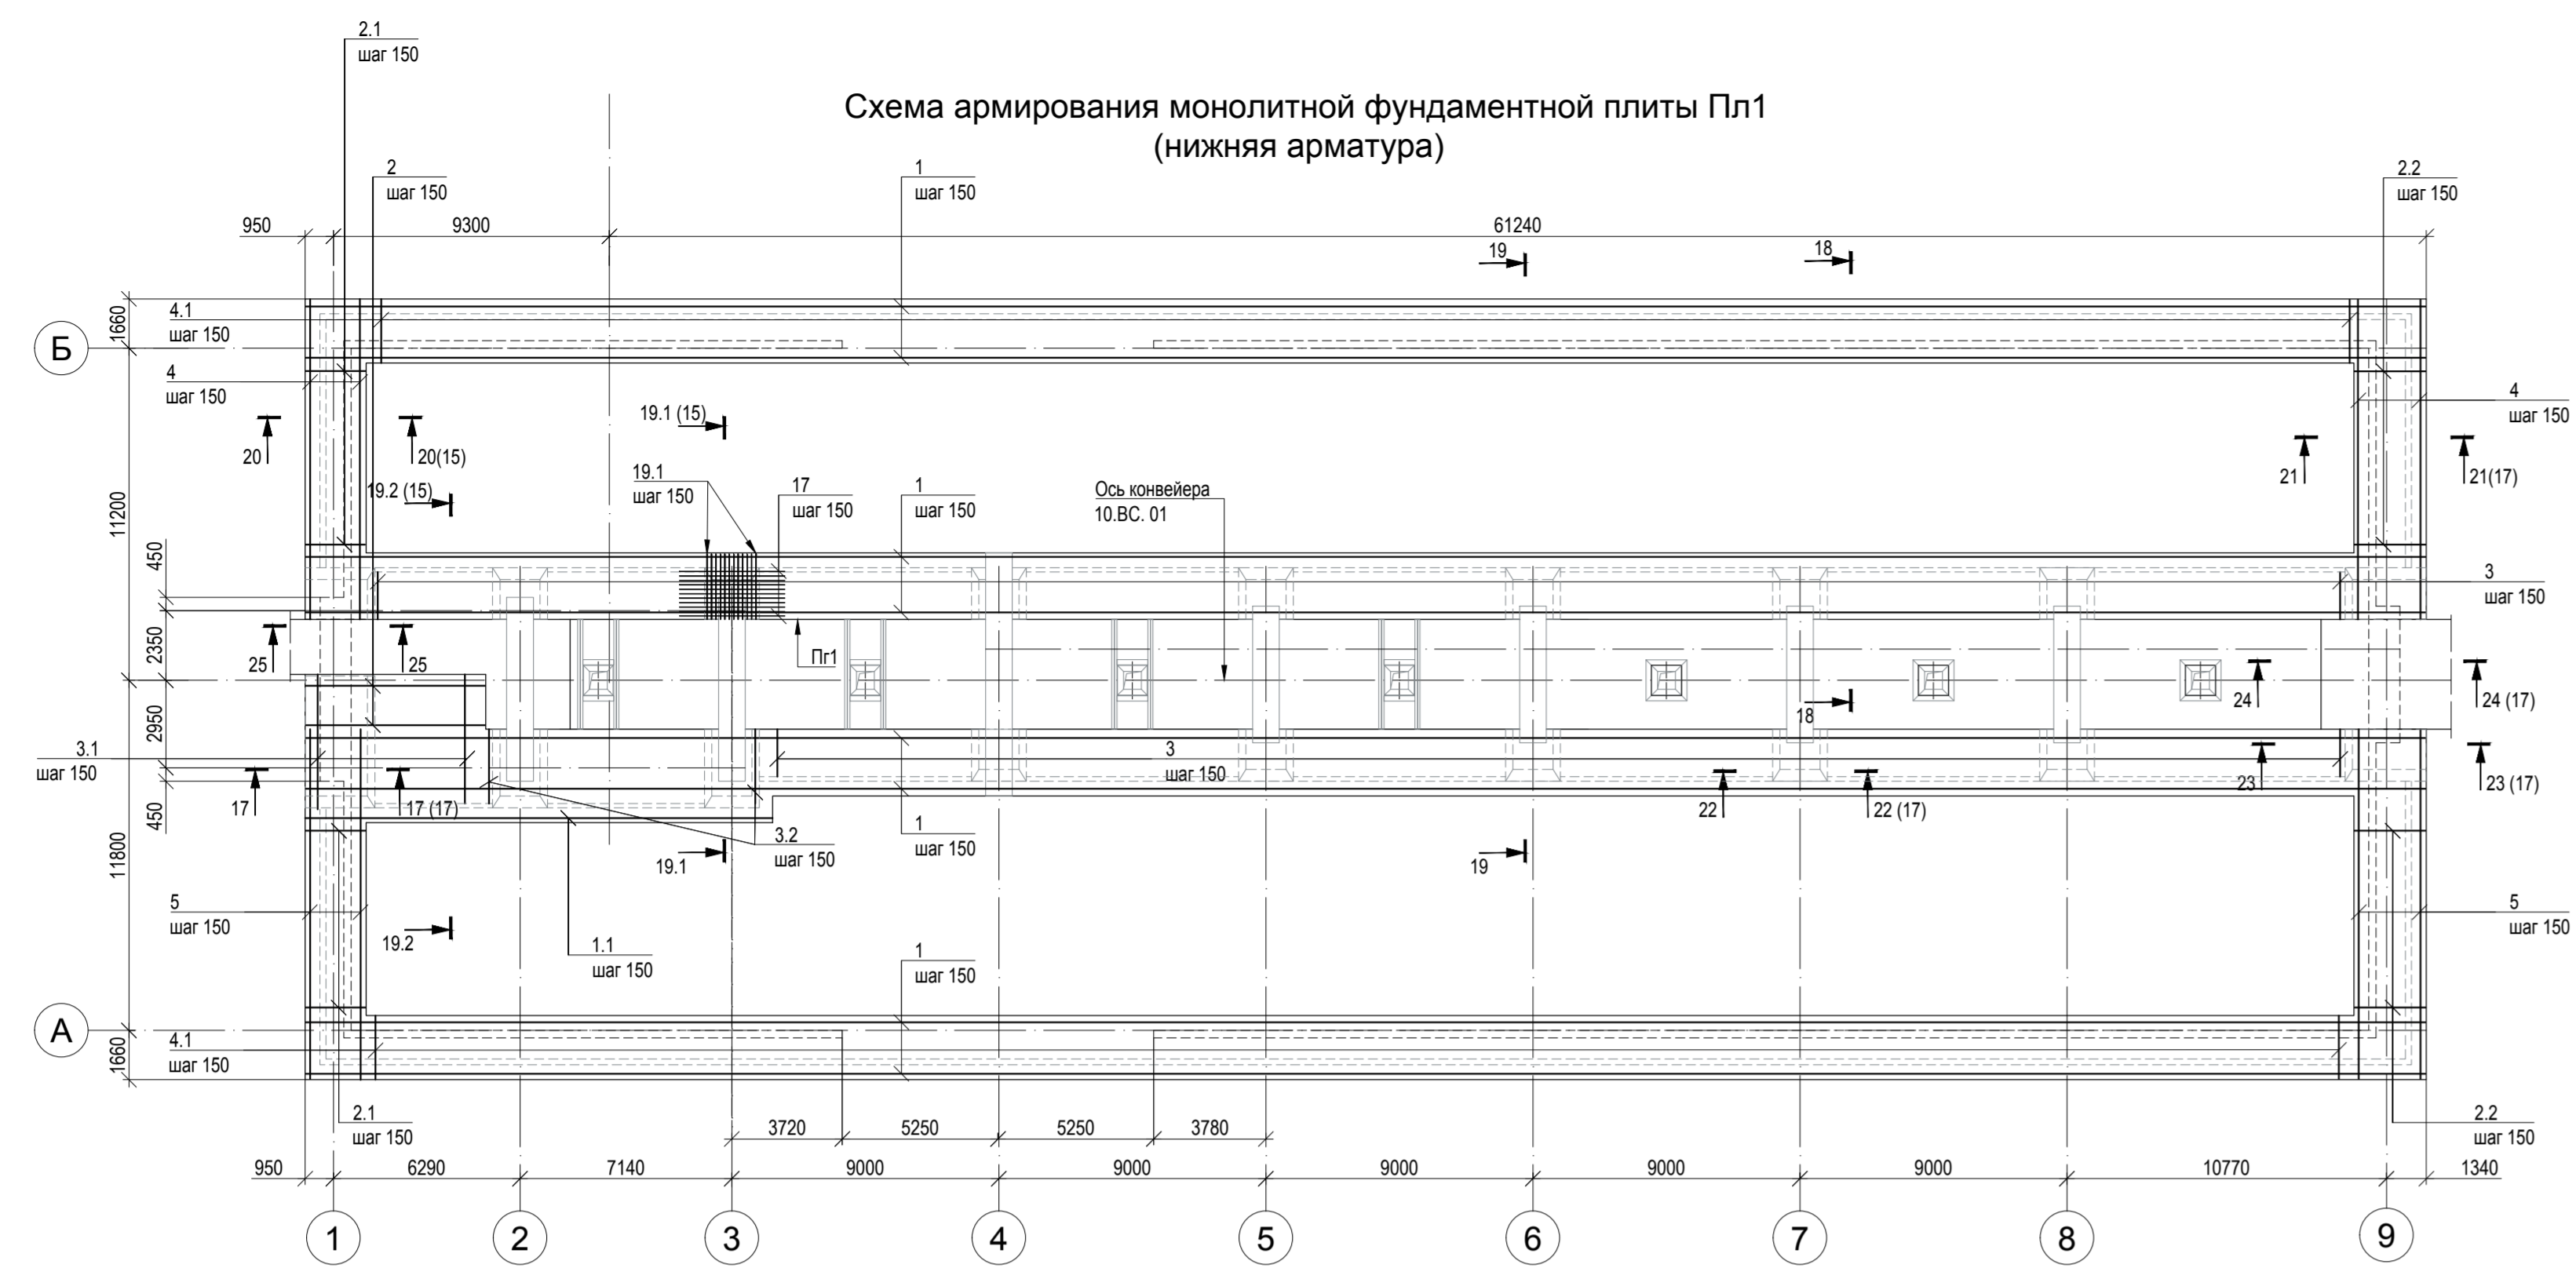 2.1
шаг 150
Схема армирования монолитной фундаментной плиты Пл1
(нижняя арматура)
2
шаг 150
1
шаг 150
2.2
шаг 150
950
9300
61240
19
18
1660
4.1
шаг 150
Б
4
шаг 150
4
шаг 150
19.1 (15)
20
20(15)
21
21(17)
19.2 (15)
19.1
шаг 150
17
шаг 150
1
шаг 150
Ось конвейера
10.ВС. 01
11200
450
3
шаг 150
2350
25
25
Пг1
24
24 (17)
18
2950
3.1
шаг 150
3
шаг 150
17
17 (17)
22
22 (17)
23
23 (17)
450
3.2
шаг 150
1
шаг 150
19.1
19
11800
5
шаг 150
5
шаг 150
19.2
1.1
шаг 150
1
шаг 150
А
4.1
шаг 150
1660
2.1
шаг 150
2.2
шаг 150
3720
5250
5250
3780
950
6290
7140
9000
9000
9000
9000
9000
10770
1340
1
2
3
4
5
6
7
8
9